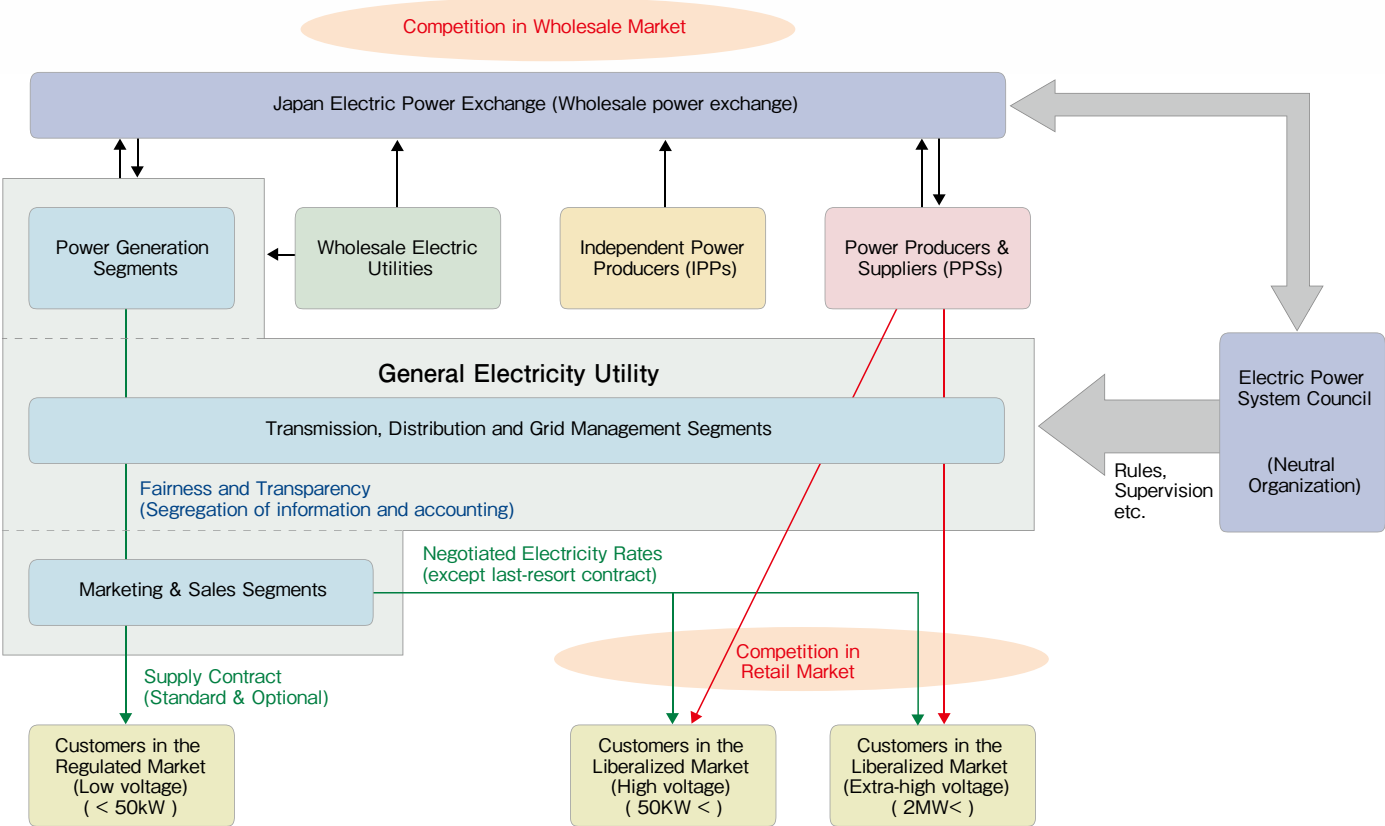 Competition in Wholesale Market
Japan Electric Power Exchange (Wholesale power exchange)
Power Generation
Segments
Wholesale Electric
Utilities
Independent Power
Producers (IPPs)
Power Producers &
Suppliers (PPSs)
General Electricity Utility
Transmission, Distribution and Grid Management Segments
Electric Power
System Council
(Neutral
Organization)
Rules,
Supervision
etc.
Fairness and Transparency
(Segregation of information and accounting)
Marketing & Sales Segments
Negotiated Electricity Rates
(except last-resort contract)
Competition in
Retail Market
Supply Contract
(Standard & Optional)
Customers in the
Regulated Market
(Low voltage)
( < 50kW )
Customers in the
Liberalized Market
(High voltage)
( 50KW < )
Customers in the
Liberalized Market
(Extra-high voltage)
( 2MW< )